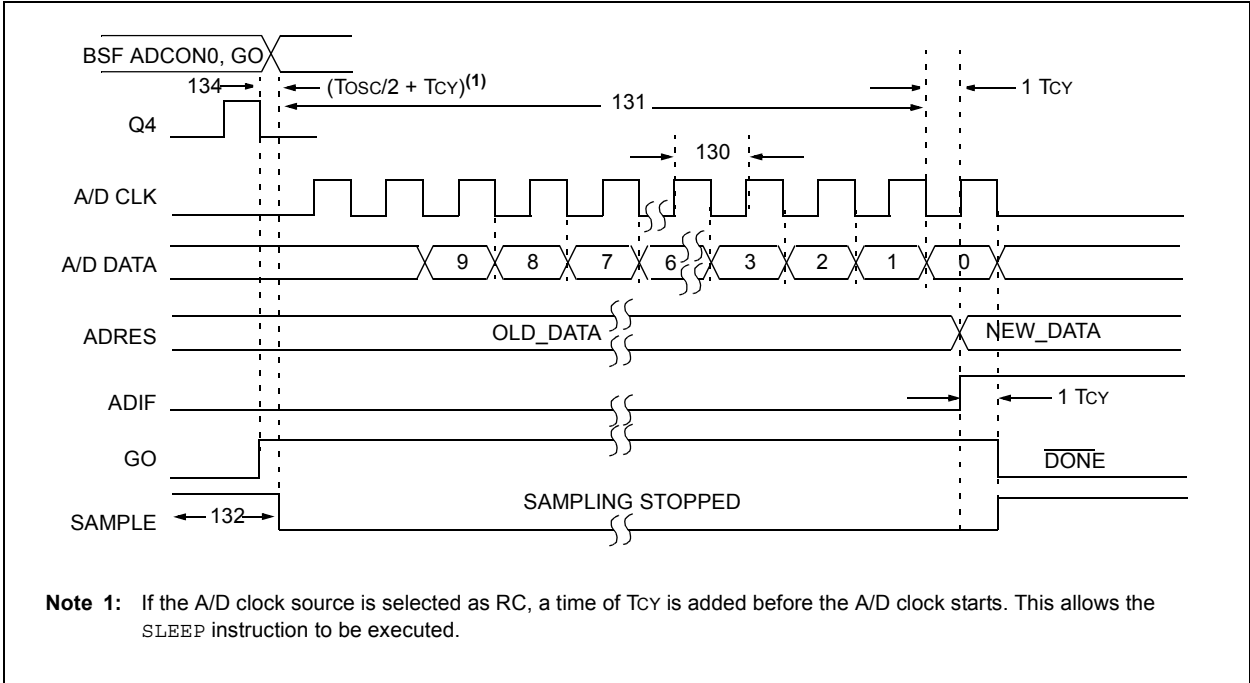 BSF ADCON0, GO
134 (TOSC/2 + TCY)(1) 1 TCY
131
Q4
130
A/D CLK
A/D DATA 9 8 7 6 3 2 1 0
ADRES OLD_DATA NEW_DATA
ADIF 1 TCY
GO DONE
SAMPLE 132 SAMPLING STOPPED
Note 1: If the A/D clock source is selected as RC, a time of TCY is added before the A/D clock starts. This allows the
SLEEP instruction to be executed.